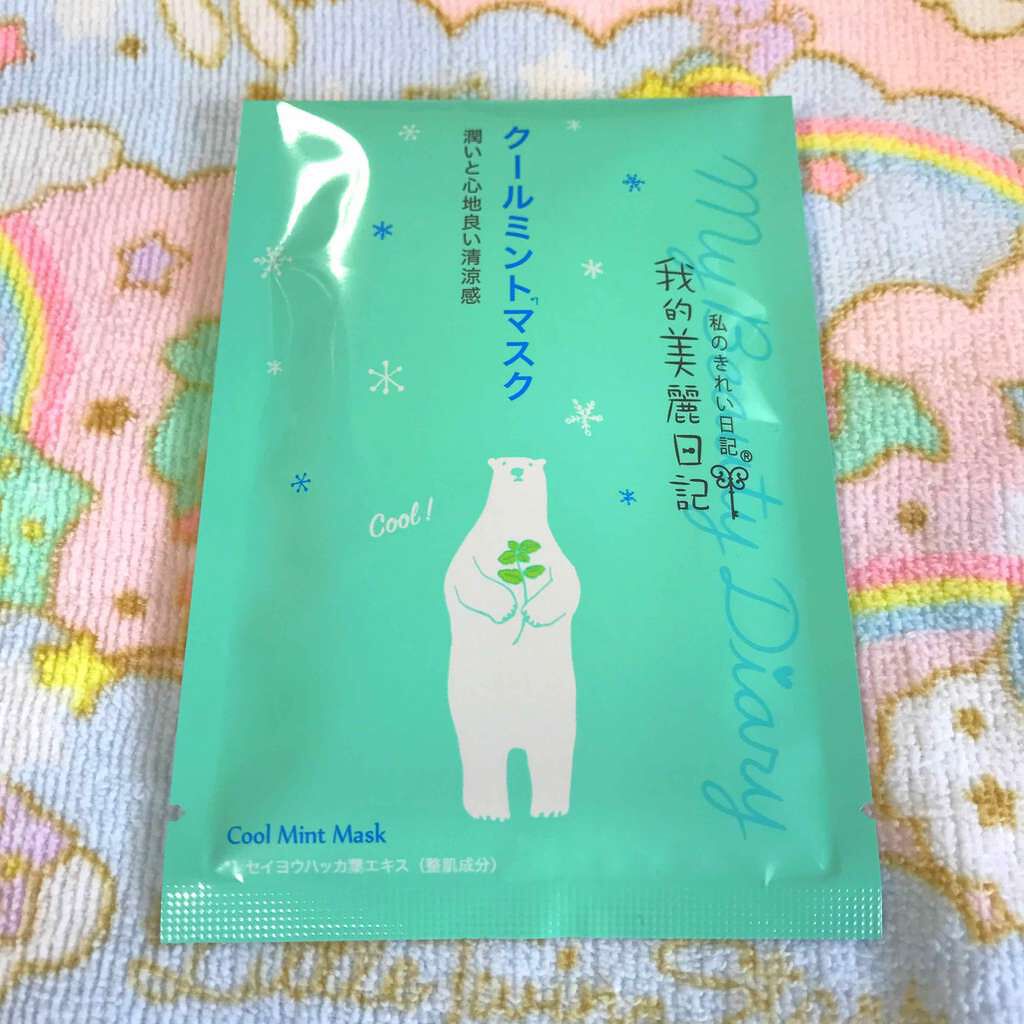 My Beauty Diary
私のきれい日記®
我的美麗日記
クールミントマスク*1
潤いと心地良い清涼感
Cool!
Cool Mint Mask
セイヨウハッカ葉エキス（整肌成分）